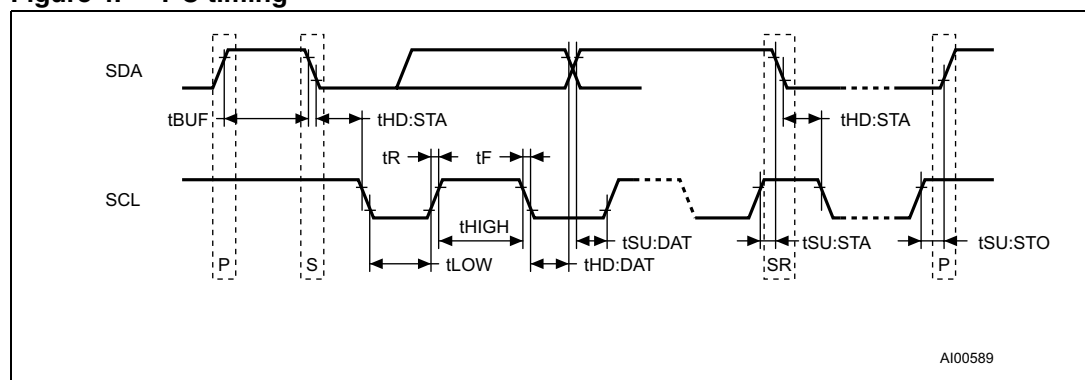 SDA
tBUF
tHD:STA
tHD:STA
tR
tF
SCL
tHIGH
tSU:DAT
tSU:STA
tSU:STO
P
S
tLOW
tHD:DAT
SR
P
AI00589